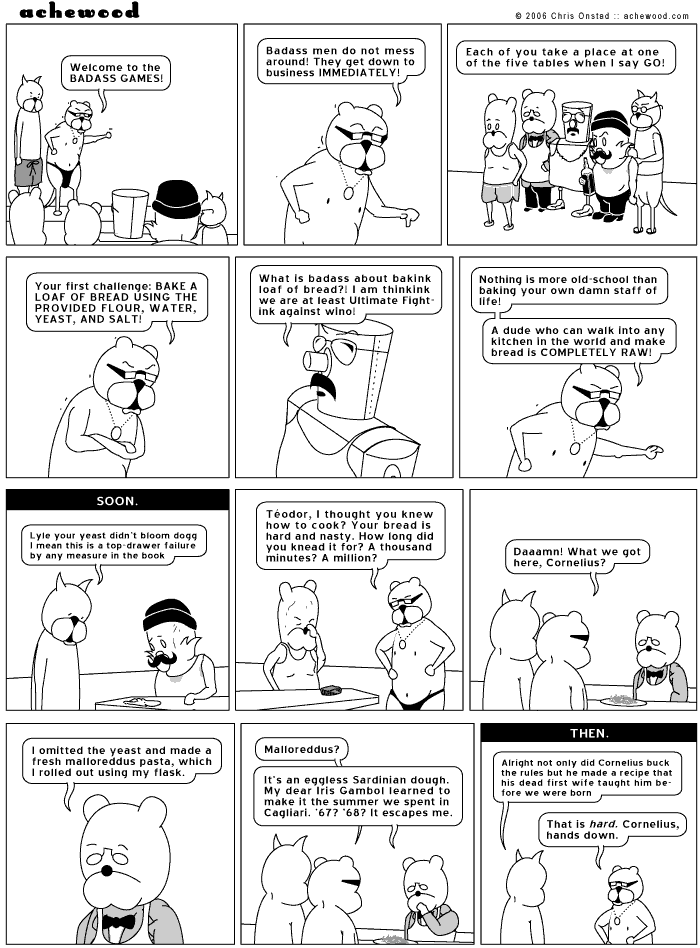 achewood
© 2006 Chris Onstad :: achewood.com
Welcome to the
BADASS GAMES!
Badass men do not mess
around! They get down to
business IMMEDIATELY!
Each of you take a place at one
of the five tables when I say GO!
Your first challenge: BAKE A
LOAF OF BREAD USING THE
PROVIDED FLOUR, WATER,
YEAST, AND SALT!
What is badass about bakink
loaf of bread?! I am thinkink
we are at least Ultimate Fight-
ink against wino!
Nothing is more old-school than
baking your own damn staff of
life!
A dude who can walk into any
kitchen in the world and make
bread is COMPLETELY RAW!
SOON.
Lyle your yeast didn't bloom dogg
I mean this is a top-drawer failure
by any measure in the book
Téodor, I thought you knew
how to cook? Your bread is
hard and nasty. How long did
you knead it for? A thousand
minutes? A million?
Daaamn! What we got
here, Cornelius?
I omitted the yeast and made a
fresh malloreddus pasta, which
I rolled out using my flask.
Malloreddus?
It's an eggless Sardinian dough.
My dear Iris Gambol learned to
make it the summer we spent in
Cagliari. '67? '68? It escapes me.
THEN.
Alright not only did Cornelius buck
the rules but he made a recipe that
his dead first wife taught him be-
fore we were born
That is hard. Cornelius,
hands down.